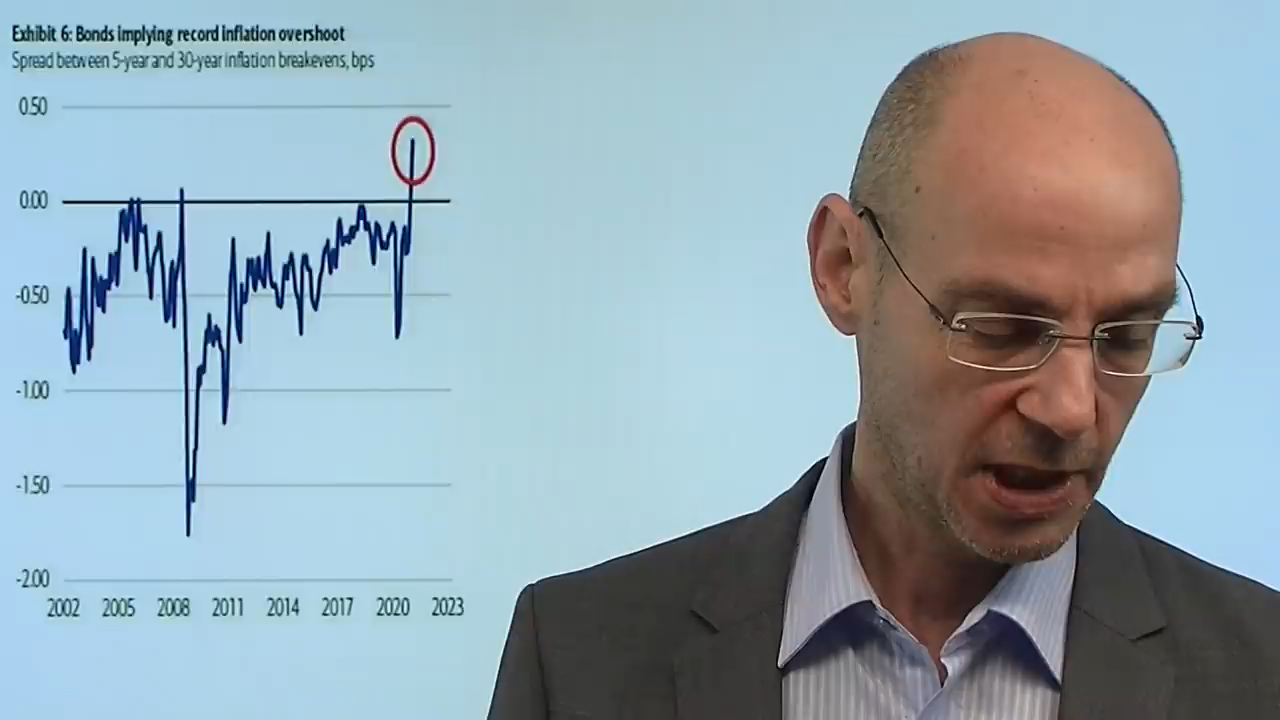 Exhibit 6: Bonds implying record inflation overshoot
Spread between 5-year and 30-year inflation breakevens, bps
0.50
0.00
-0.50
-1.00
-1.50
-2.00
2002 2005 2008 2011 2014 2017 2020 2023